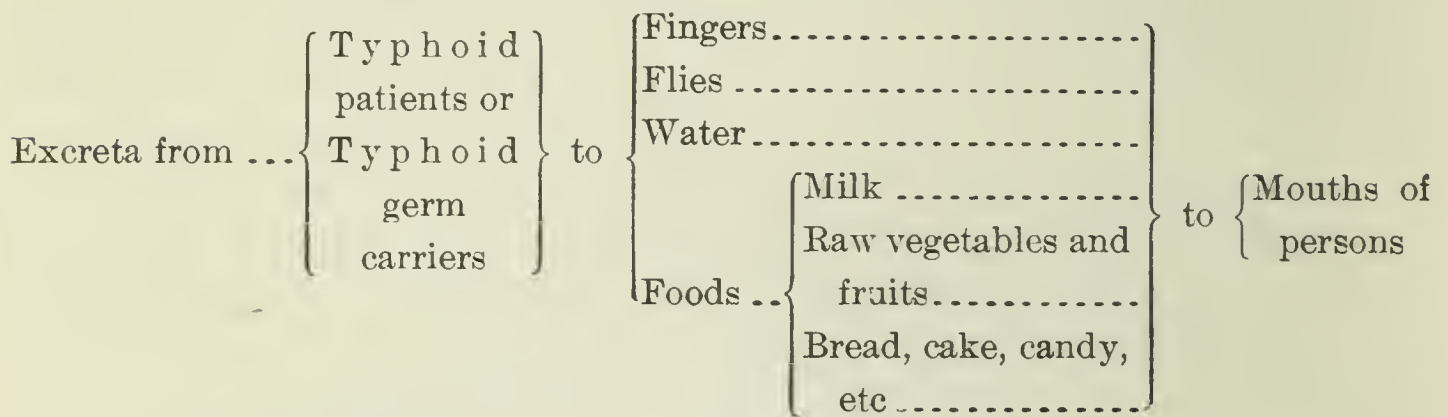 Excreta from ...
Typhoid
patients or
Typhoid
germ
carriers
to
Fingers......................
Flies ........................
Water.......................
Foods ..
Milk ..............
Raw vegetables and
fruits............
Bread, cake, candy,
etc ..............
to
Mouths of
persons